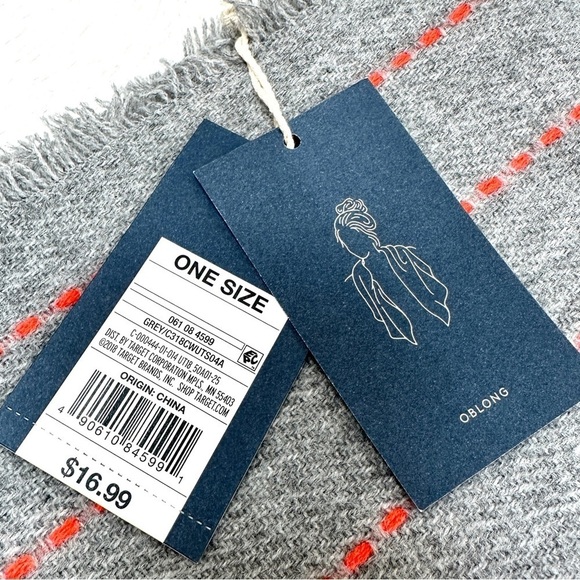 ONE SIZE
061 08 4599
GREY/C318CWUTS04A
C-000444-01-014 UT18 50A01-25
DIST. BY TARGET CORPORATION MPLS, MN 55403
©2018 TARGET BRANDS, INC. SHOP TARGET.COM
ORIGIN: CHINA
4 90610 84599 1
$16.99
OBLONG